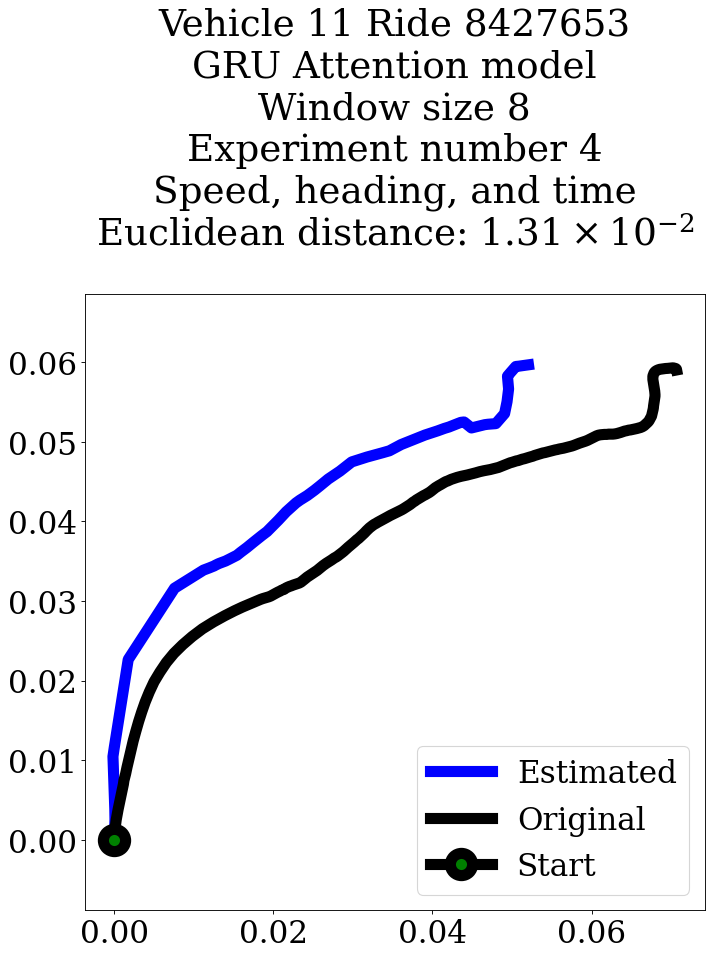 Vehicle 11 Ride 8427653
GRU Attention model
Window size 8
Experiment number 4
Speed, heading, and time
Euclidean distance: 1.31 × 10⁻²
0.06
0.05
0.04
0.03
0.02
0.01
0.00
Estimated
Original
Start
0.00 0.02 0.04 0.06